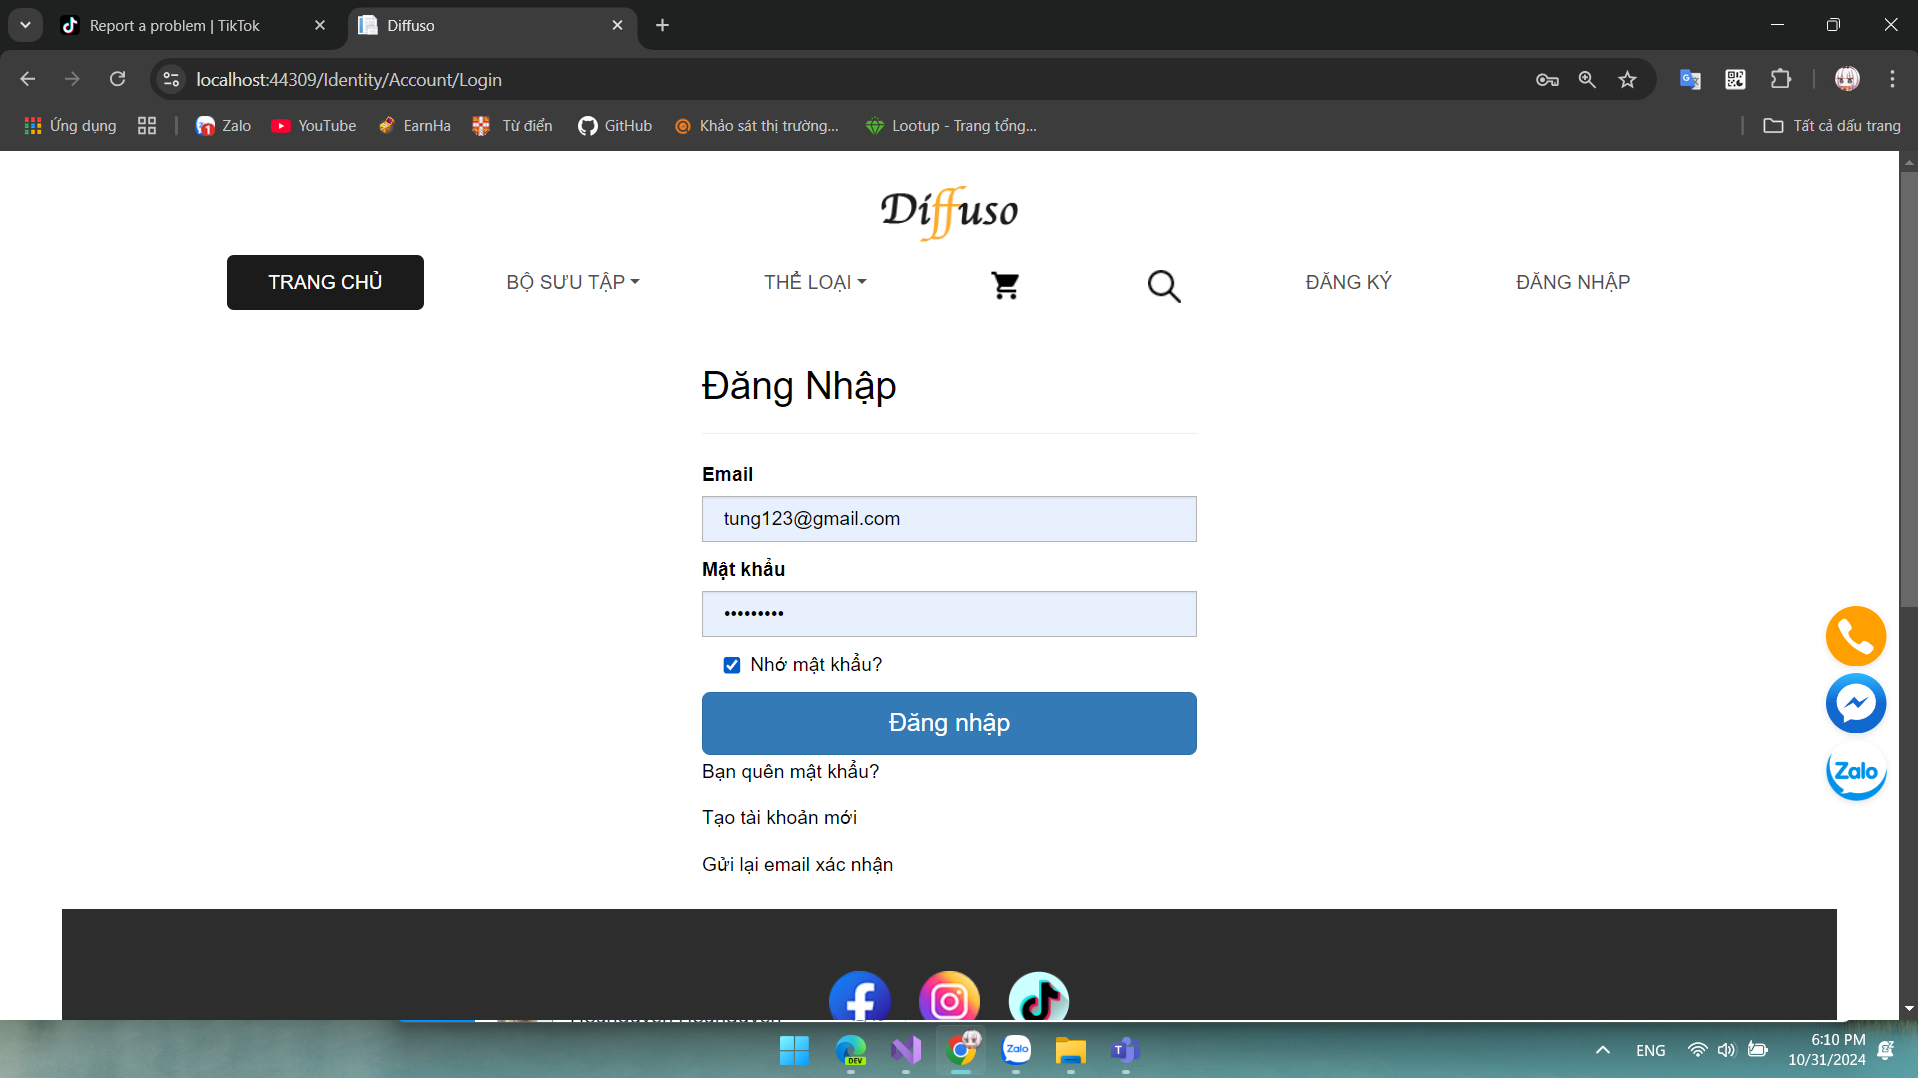 Report a problem | TikTok
Diffuso
localhost:44309/Identity/Account/Login
Ứng dụng
Zalo
YouTube
EarnHa
Từ điển
GitHub
Khảo sát thị trường...
Lootup - Trang tổng...
Tất cả dấu trang
Diffuso
TRANG CHỦ
BỘ SƯU TẬP
THỂ LOẠI
ĐĂNG KÝ
ĐĂNG NHẬP
Đăng Nhập
Email
tung123@gmail.com
Mật khẩu
•••••••••
Nhớ mật khẩu?
Đăng nhập
Bạn quên mật khẩu?
Tạo tài khoản mới
Gửi lại email xác nhận
Zalo
DEV
Zalo
ENG
6:10 PM
10/31/2024